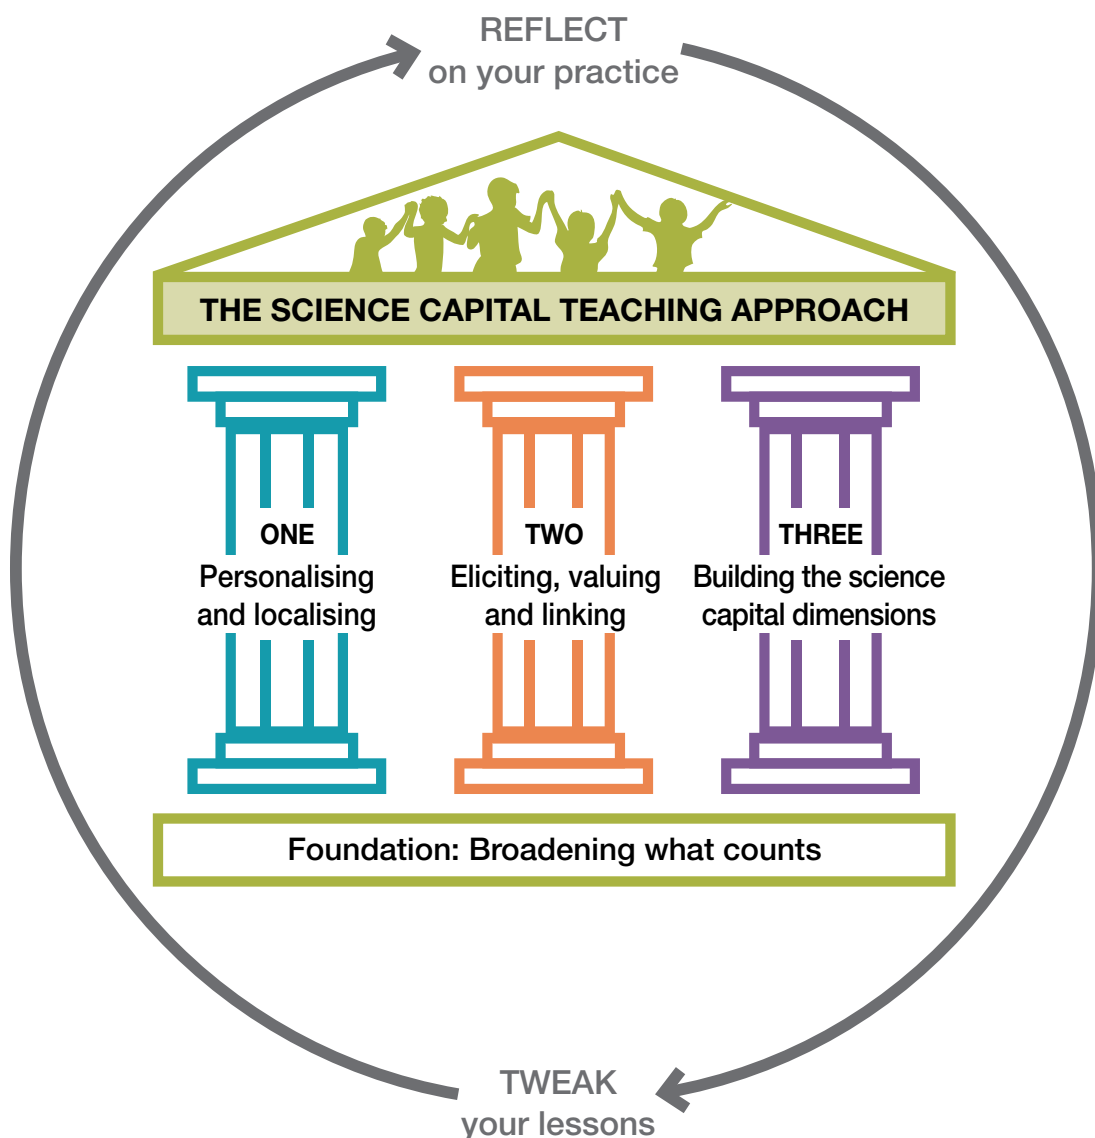 REFLECT
on your practice
THE SCIENCE CAPITAL TEACHING APPROACH
ONE
Personalising
and localising
TWO
Eliciting, valuing
and linking
THREE
Building the science
capital dimensions
Foundation: Broadening what counts
TWEAK
your lessons